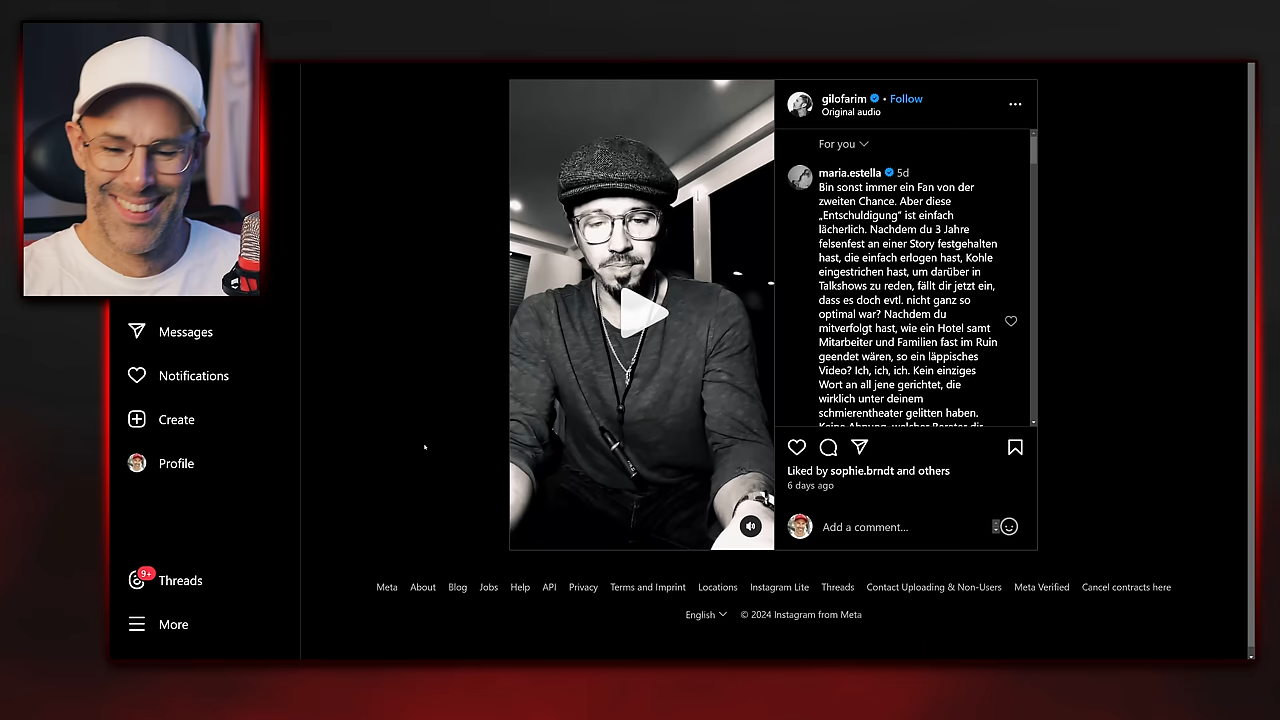 Messages
Notifications
Create
Profile
9+
Threads
More
gilofarim • Follow
Original audio
For you
maria.estella 5d
Bin sonst immer ein Fan von der
zweiten Chance. Aber diese
„Entschuldigung“ ist einfach
lächerlich. Nachdem du 3 Jahre
felsenfest an einer Story festgehalten
hast, die einfach erlogen hast, Kohle
eingestrichen hast, um darüber in
Talkshows zu reden, fällt dir jetzt ein,
dass es doch evtl. nicht ganz so
optimal war? Nachdem du
mitverfolgt hast, wie ein Hotel samt
Mitarbeiter und Familien fast im Ruin
geendet wären, so ein läppisches
Video? Ich, ich, ich. Kein einziges
Wort an all jene gerichtet, die
wirklich unter deinem
schmierentheater gelitten haben.
Keine Ahnung, welcher Berater dir
Liked by sophie.brndt and others
6 days ago
Add a comment...
Meta About Blog Jobs Help API Privacy Terms and Imprint Locations Instagram Lite Threads Contact Uploading & Non-Users Meta Verified Cancel contracts here
English © 2024 Instagram from Meta